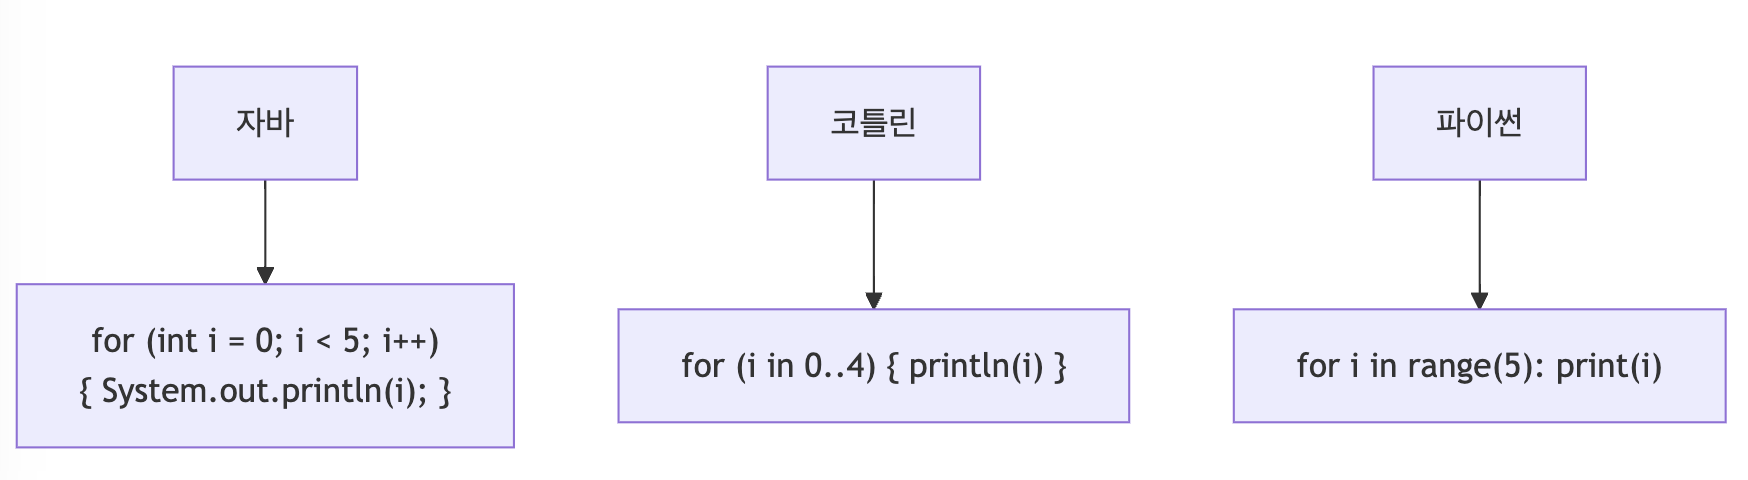 자바
코틀린
파이썬
for (int i = 0; i < 5; i++)
{ System.out.println(i); }
for (i in 0..4) { println(i) }
for i in range(5): print(i)